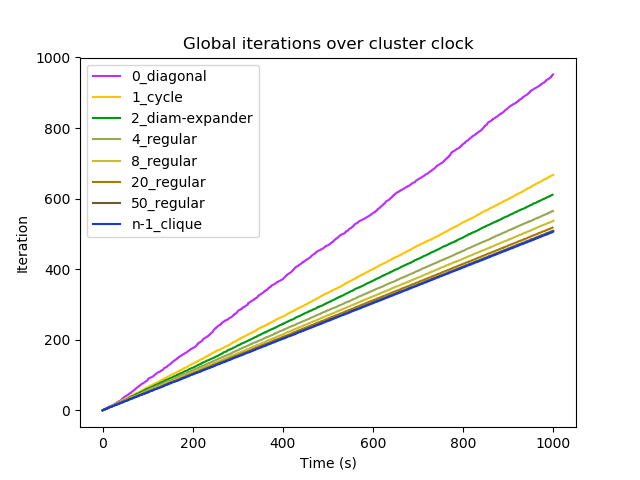 Global iterations over cluster clock
1000
800
600
400
200
0
Iteration
0_diagonal
1_cycle
2_diam-expander
4_regular
8_regular
20_regular
50_regular
n-1_clique
0 200 400 600 800 1000
Time (s)